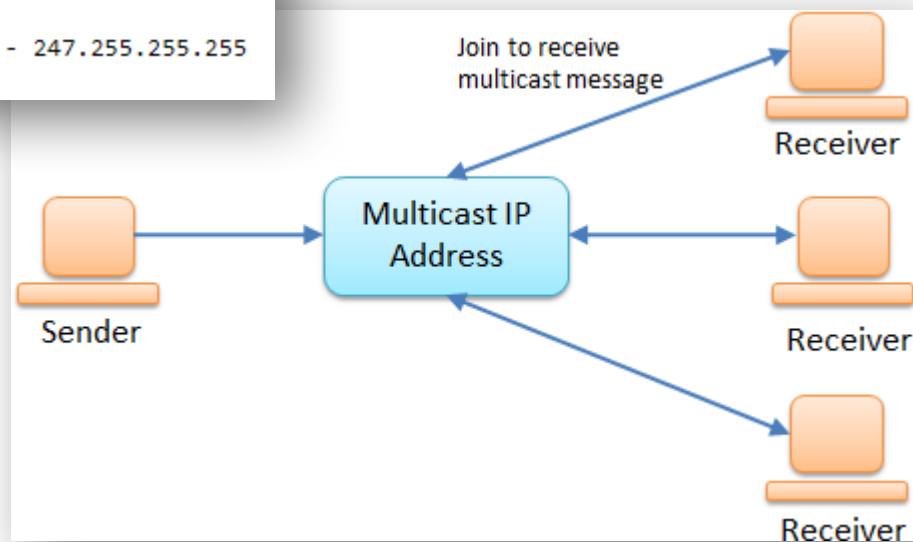 - 247.255.255.255
Join to receive
multicast message
Receiver
Multicast IP
Address
Sender
Receiver
Receiver